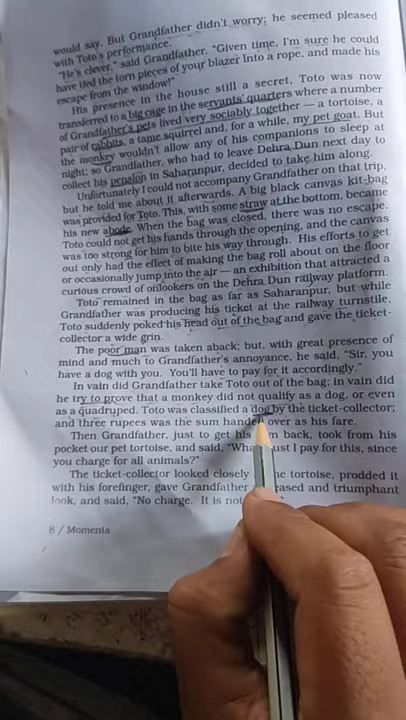 would say. But Grandfather didn't worry; he seemed pleased
with Toto's performance.
"He's clever," said Grandfather. "Given time, I'm sure he could
have tied the torn pieces of your blazer into a rope, and made his
escape from the window!"
His presence in the house still a secret, Toto was now
transferred to a big cage in the servants' quarters where a number
of Grandfather's pets lived very sociably together — a tortoise, a
pair of rabbits, a tame squirrel and, for a while, my pet goat. But
the monkey wouldn't allow any of his companions to sleep at
night; so Grandfather, who had to leave Dehra Dun next day to
collect his pension in Saharanpur, decided to take him along.
Unfortunately I could not accompany Grandfather on that trip,
but he told me about it afterwards. A big black canvas kit-bag
was provided for Toto. This, with some straw at the bottom, became
his new abode. When the bag was closed, there was no escape.
Toto could not get his hands through the opening, and the canvas
was too strong for him to bite his way through. His efforts to get
out only had the effect of making the bag roll about on the floor
or occasionally jump into the air — an exhibition that attracted a
curious crowd of onlookers on the Dehra Dun railway platform.
Toto remained in the bag as far as Saharanpur, but while
Grandfather was producing his ticket at the railway turnstile,
Toto suddenly poked his head out of the bag and gave the ticket-
collector a wide grin.
The poor man was taken aback; but, with great presence of
mind and much to Grandfather's annoyance, he said, "Sir, you
have a dog with you. You'll have to pay for it accordingly."
In vain did Grandfather take Toto out of the bag; in vain did
he try to prove that a monkey did not qualify as a dog, or even
as a quadruped. Toto was classified a dog by the ticket-collector;
and three rupees was the sum handed over as his fare.
Then Grandfather, just to get his own back, took from his
pocket our pet tortoise, and said, "What must I pay for this, since
you charge for all animals?"
The ticket-collector looked closely the tortoise, prodded it
with his forefinger, gave Grandfather a pleased and triumphant
look, and said, "No charge. It is not
8 / Moments